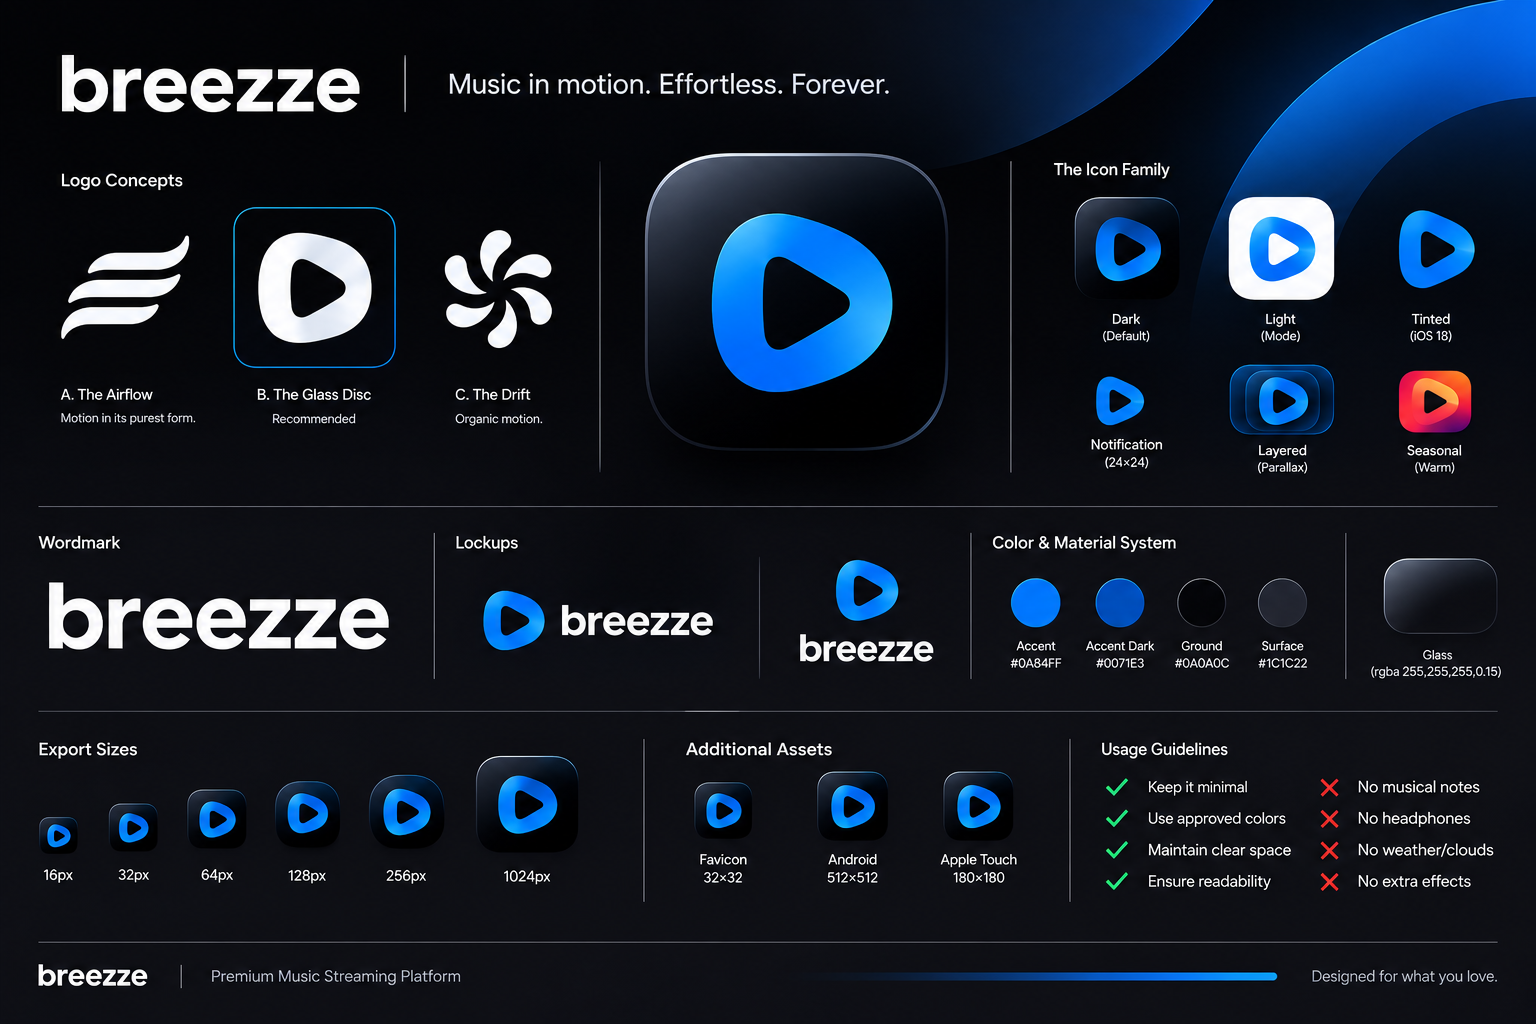 breezze
Music in motion. Effortless. Forever.
Logo Concepts
A. The Airflow
Motion in its purest form.
B. The Glass Disc
Recommended
C. The Drift
Organic motion.
The Icon Family
Dark
(Default)
Light
(Mode)
Tinted
(iOS 18)
Notification
(24×24)
Layered
(Parallax)
Seasonal
(Warm)
Wordmark
breezze
Lockups
breezze
breezze
Color & Material System
Accent
#0A84FF
Accent Dark
#0071E3
Ground
#0A0A0C
Surface
#1C1C22
Glass
(rgba 255,255,255,0.15)
Export Sizes
16px
32px
64px
128px
256px
1024px
Additional Assets
Favicon
32×32
Android
512×512
Apple Touch
180×180
Usage Guidelines
Keep it minimal
Use approved colors
Maintain clear space
Ensure readability
No musical notes
No headphones
No weather/clouds
No extra effects
breezze
Premium Music Streaming Platform
Designed for what you love.